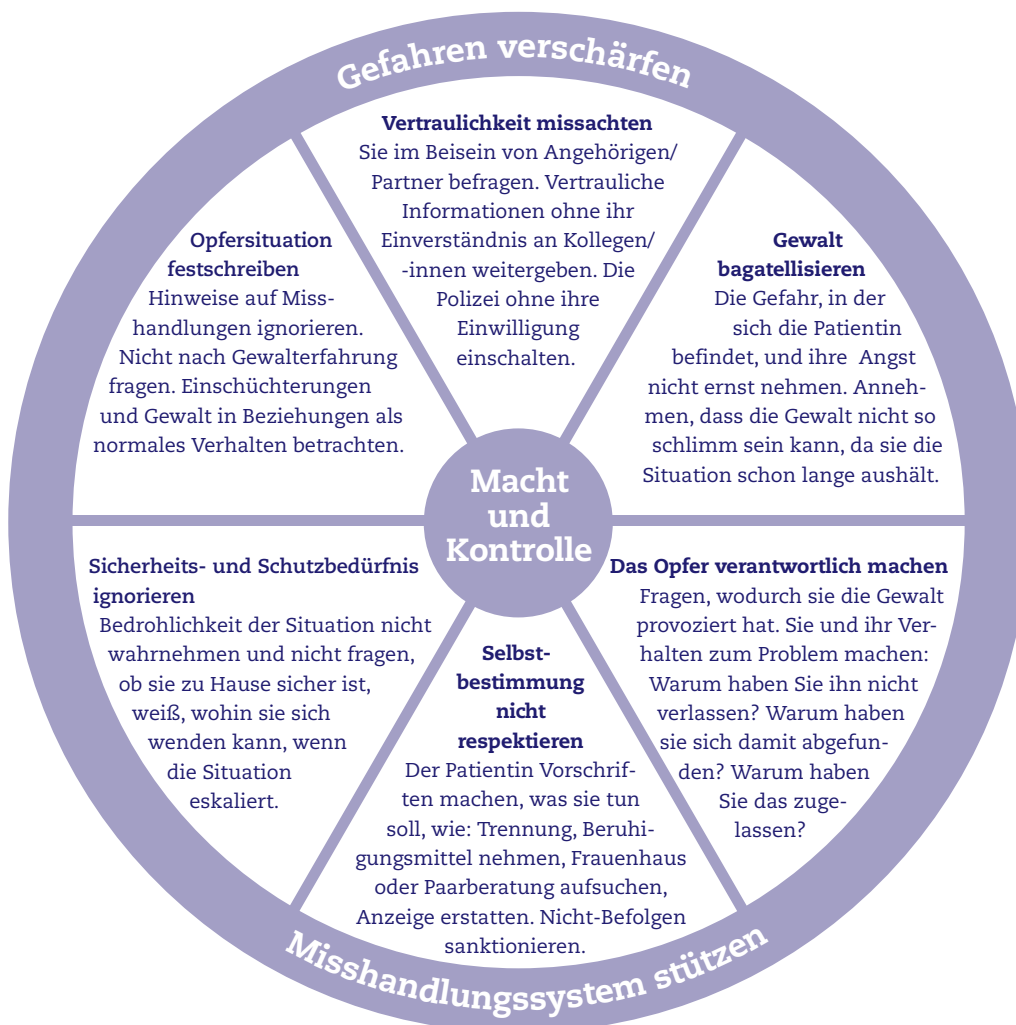 Gefahren verschärfen
Vertraulichkeit missachten
Sie im Beisein von Angehörigen/
Partner befragen. Vertrauliche
Informationen ohne ihr
Einverständnis an Kollegen/
-innen weitergeben. Die
Polizei ohne ihre
Einwilligung
einschalten.
Gewalt
bagatellisieren
Die Gefahr, in der
sich die Patientin
befindet, und ihre Angst
nicht ernst nehmen. Anneh-
men, dass die Gewalt nicht so
schlimm sein kann, da sie die
Situation schon lange aushält.
Das Opfer verantwortlich machen
Fragen, wodurch sie die Gewalt
provoziert hat. Sie und ihr Ver-
halten zum Problem machen:
Warum haben Sie ihn nicht
verlassen? Warum haben
sie sich damit abgefun-
den? Warum haben
Sie das zuge-
lassen?
Selbst-
bestimmung
nicht
respektieren
Der Patientin Vorschrif-
ten machen, was sie tun
soll, wie: Trennung, Beruhi-
gungsmittel nehmen, Frauenhaus
oder Paarberatung aufsuchen,
Anzeige erstatten. Nicht-Befolgen
sanktionieren.
Sicherheits- und Schutzbedürfnis
ignorieren
Bedrohlichkeit der Situation nicht
wahrnehmen und nicht fragen,
ob sie zu Hause sicher ist,
weiß, wohin sie sich
wenden kann, wenn
die Situation
eskaliert.
Opfersituation
festschreiben
Hinweise auf Miss-
handlungen ignorieren.
Nicht nach Gewalterfahrung
fragen. Einschüchterungen
und Gewalt in Beziehungen als
normales Verhalten betrachten.
Macht
und
Kontrolle
Misshandlungssystem stützen